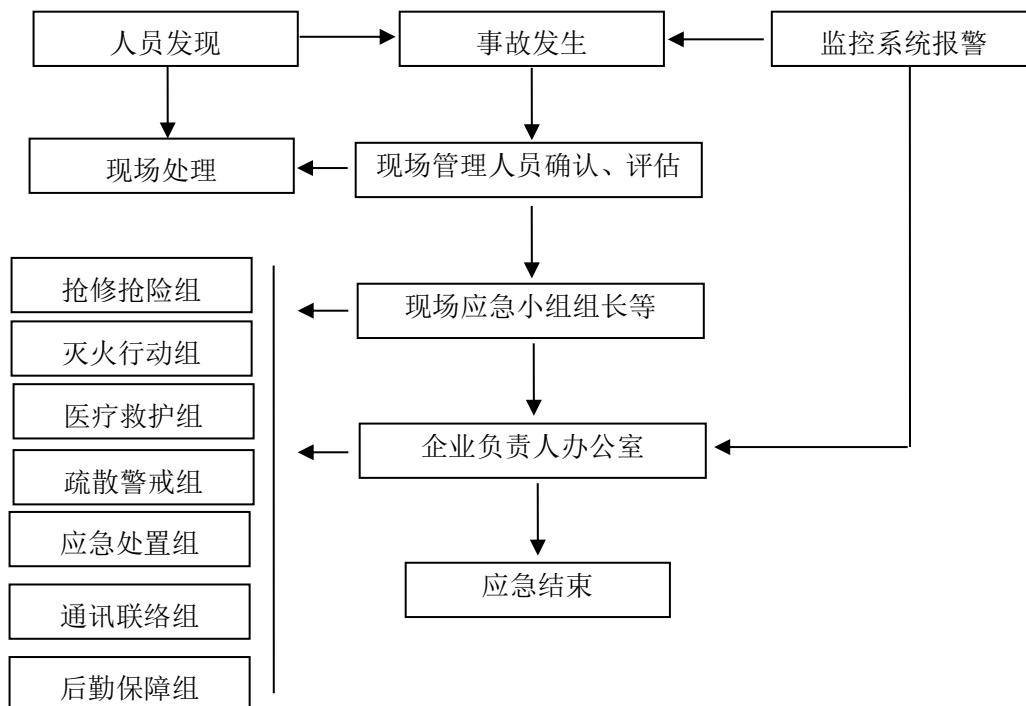 人员发现
事故发生
监控系统报警
现场处理
现场管理人员确认、评估
抢修抢险组
现场应急小组组长等
灭火行动组
医疗救护组
企业负责人办公室
疏散警戒组
应急处置组
应急结束
通讯联络组
后勤保障组